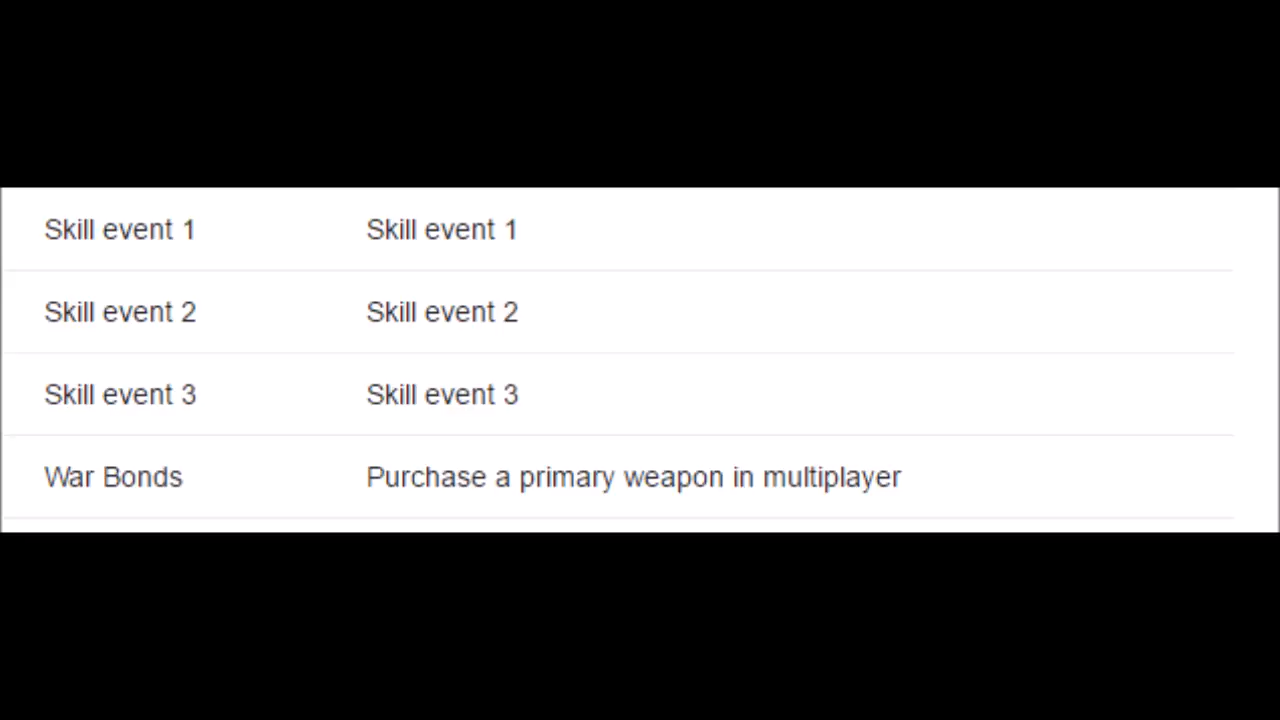 Skill event 1 Skill event 1
Skill event 2 Skill event 2
Skill event 3 Skill event 3
War Bonds Purchase a primary weapon in multiplayer